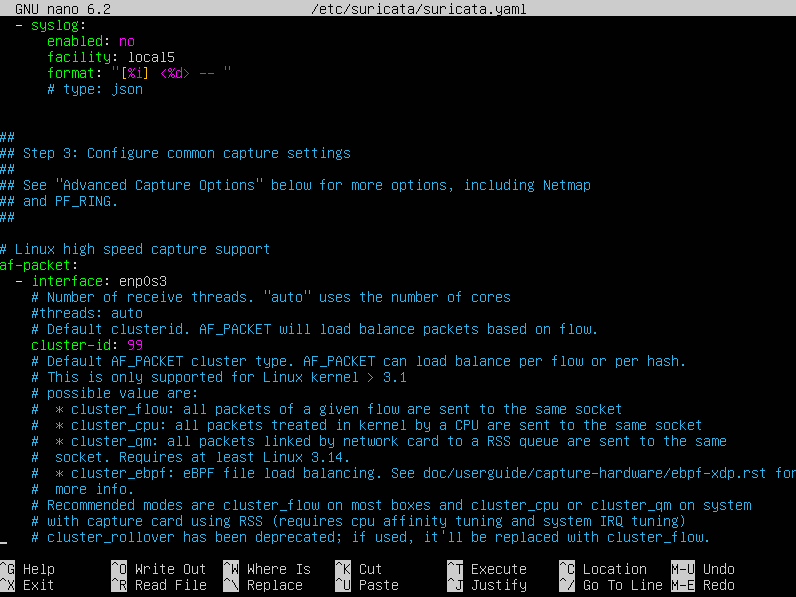 GNU nano 6.2 /etc/suricata/suricata.yaml
- syslog:
enabled: no
facility: local5
format: "[%i] <%d> -- "
# type: json
##
## Step 3: Configure common capture settings
##
## See "Advanced Capture Options" below for more options, including Netmap
## and PF_RING.
##
# Linux high speed capture support
af-packet:
- interface: enp0s3
# Number of receive threads. "auto" uses the number of cores
#threads: auto
# Default clusterid. AF_PACKET will load balance packets based on flow.
cluster-id: 99
# Default AF_PACKET cluster type. AF_PACKET can load balance per flow or per hash.
# This is only supported for Linux kernel > 3.1
# possible value are:
# * cluster_flow: all packets of a given flow are sent to the same socket
# * cluster_cpu: all packets treated in kernel by a CPU are sent to the same socket
# * cluster_qm: all packets linked by network card to a RSS queue are sent to the same
# socket. Requires at least Linux 3.14.
# * cluster_ebpf: eBPF file load balancing. See doc/userguide/capture-hardware/ebpf-xdp.rst for
# more info.
# Recommended modes are cluster_flow on most boxes and cluster_cpu or cluster_qm on system
# with capture card using RSS (requires cpu affinity tuning and system IRQ tuning)
# cluster_rollover has been deprecated; if used, it'll be replaced with cluster_flow.
^G Help ^O Write Out ^W Where Is ^K Cut ^T Execute ^C Location M-U Undo
^X Exit ^R Read File ^\ Replace ^U Paste ^J Justify ^/ Go To Line M-E Redo